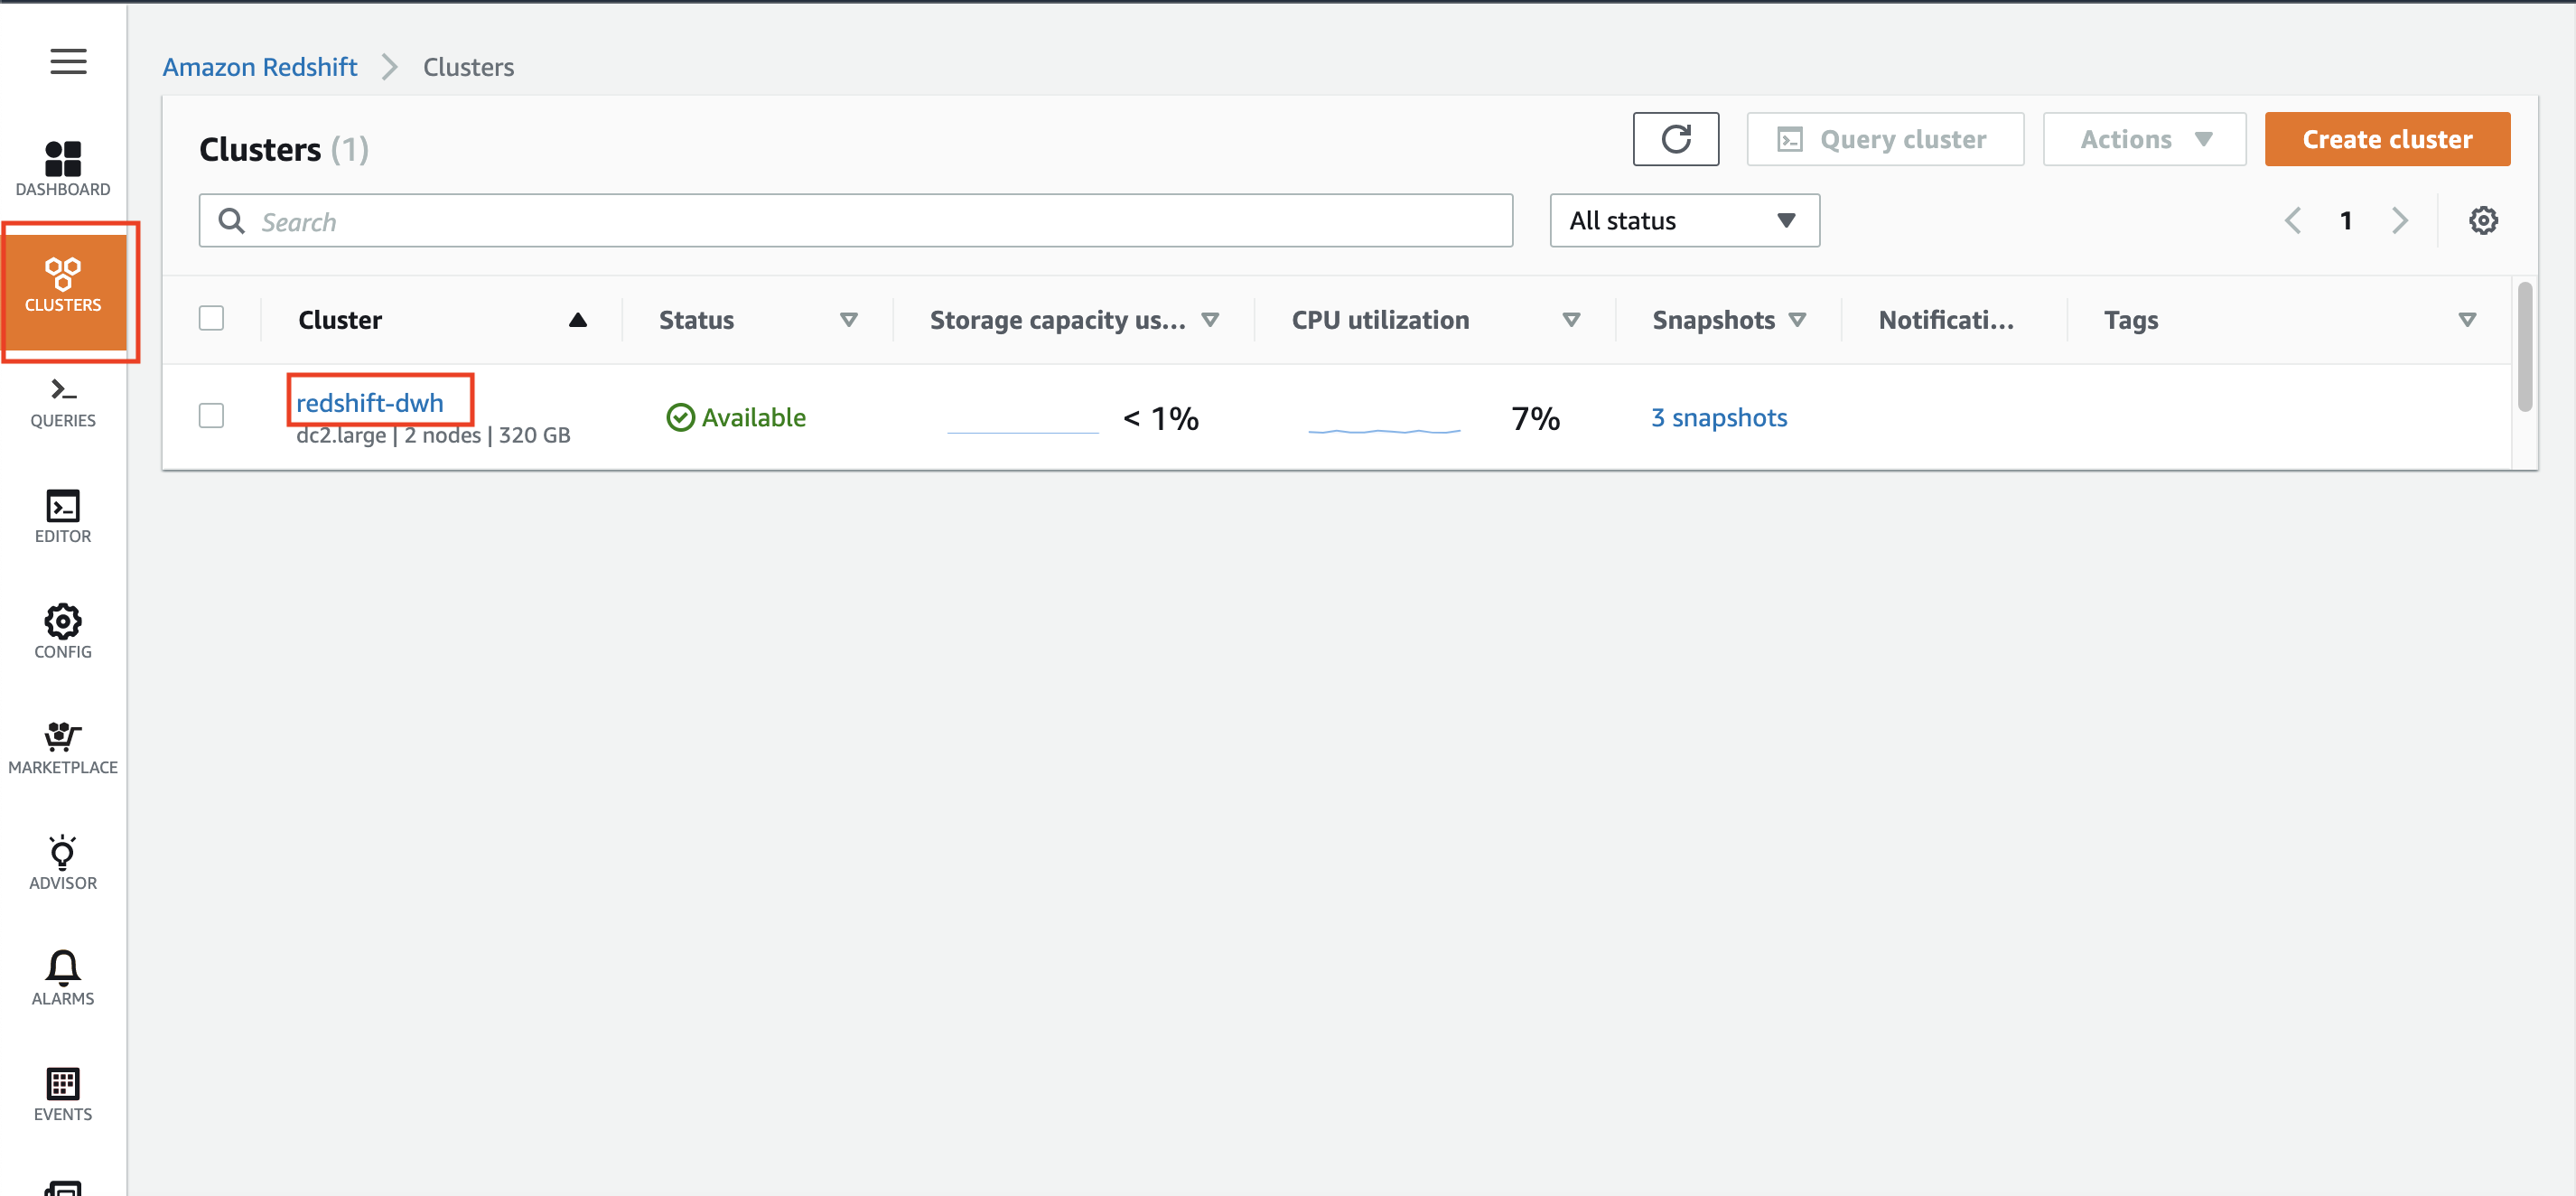 Amazon Redshift > Clusters
Clusters (1)
Query cluster
Actions
Create cluster
Search
All status
1
Cluster
Status
Storage capacity us...
CPU utilization
Snapshots
Notificati...
Tags
redshift-dwh
dc2.large | 2 nodes | 320 GB
Available
< 1%
7%
3 snapshots
DASHBOARD
CLUSTERS
QUERIES
EDITOR
CONFIG
MARKETPLACE
ADVISOR
ALARMS
EVENTS